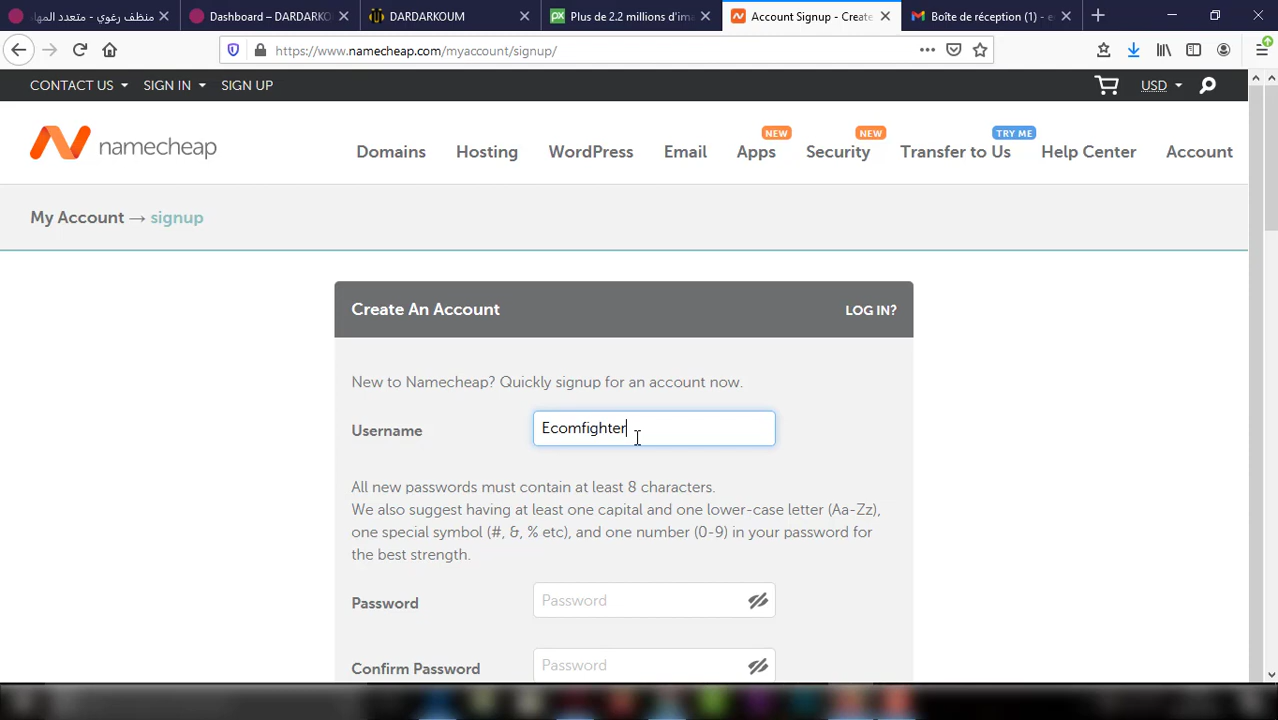 منظف رغوي - متعدد المها
Dashboard – DARDARKO
DARDARKOUM
Plus de 2.2 millions d'ima
Account Signup - Create
Boîte de réception (1) - e
https://www.namecheap.com/myaccount/signup/
CONTACT US
SIGN IN
SIGN UP
USD
namecheap
Domains
Hosting
WordPress
Email
NEW
Apps
NEW
Security
TRY ME
Transfer to Us
Help Center
Account
My Account → signup
Create An Account
LOG IN?
New to Namecheap? Quickly signup for an account now.
Username
Ecomfighter
All new passwords must contain at least 8 characters.
We also suggest having at least one capital and one lower-case letter (Aa-Zz),
one special symbol (#, &, % etc), and one number (0-9) in your password for
the best strength.
Password
Password
Confirm Password
Password